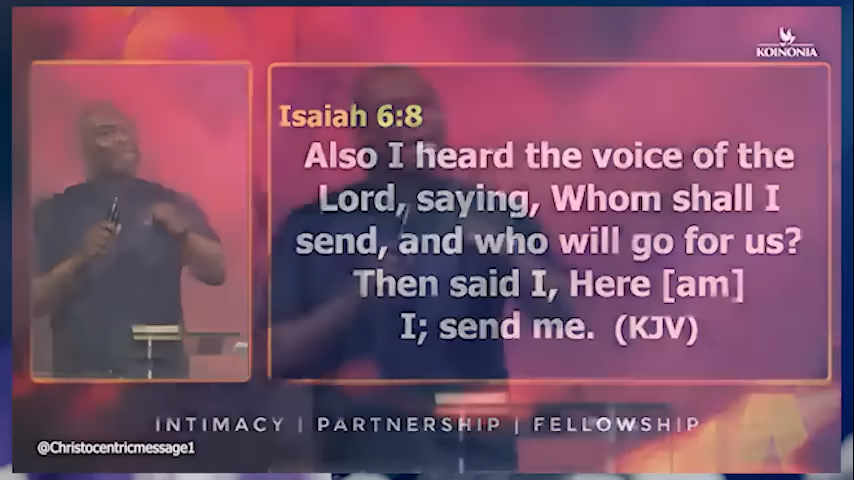 KOINONIA
Isaiah 6:8
Also I heard the voice of the
Lord, saying, Whom shall I
send, and who will go for us?
Then said I, Here [am]
I; send me. (KJV)
INTIMACY | PARTNERSHIP | FELLOWSHIP
@Christocentricmessage1